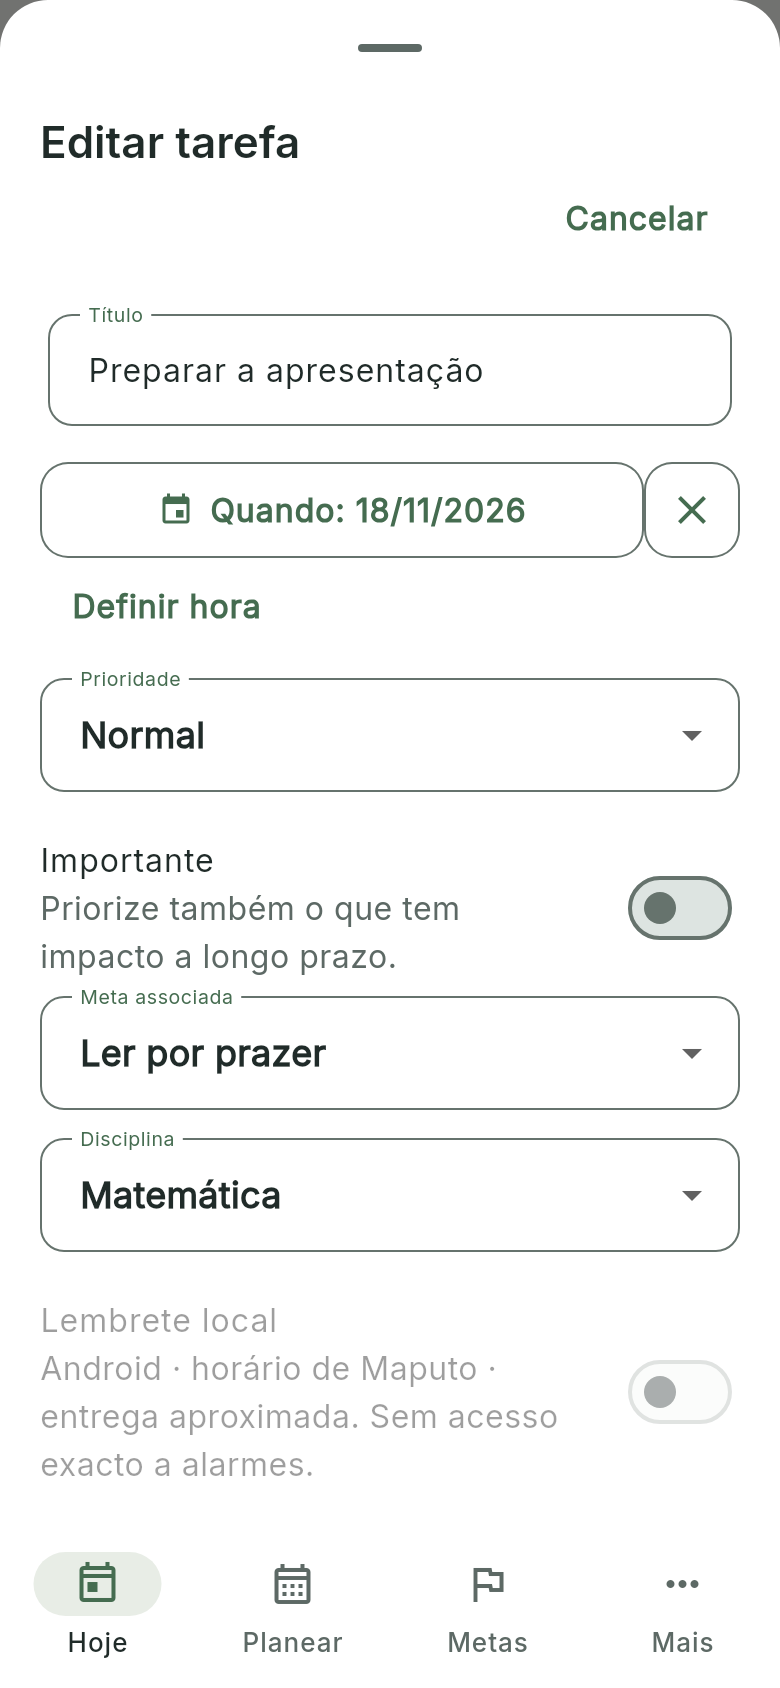 Editar tarefa
Cancelar
Título
Preparar a apresentação
Quando: 18/11/2026
Definir hora
Prioridade
Normal
Importante
Priorize também o que tem
impacto a longo prazo.
Meta associada
Ler por prazer
Disciplina
Matemática
Lembrete local
Android · horário de Maputo ·
entrega aproximada. Sem acesso
exacto a alarmes.
Hoje
Planear
Metas
Mais